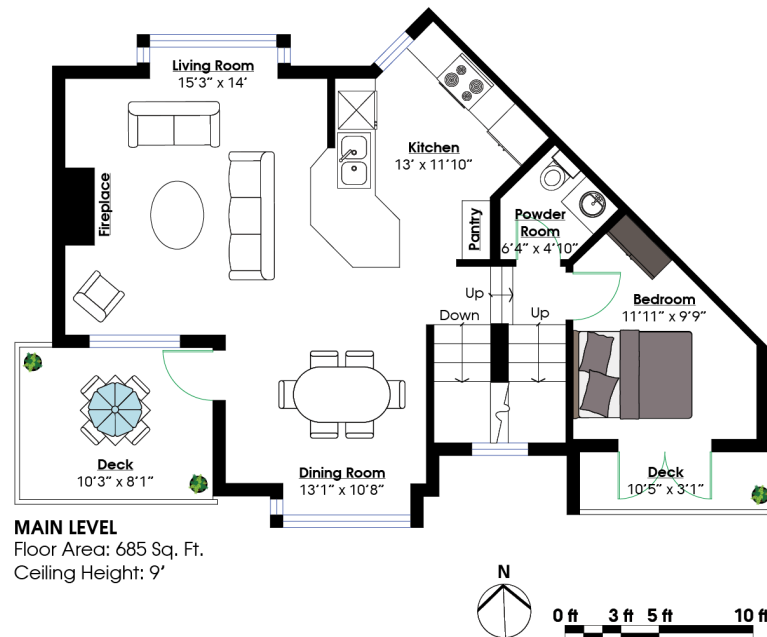 Living Room
15'3" x 14'
Kitchen
13' x 11'10"
Fireplace
Pantry
Powder
Room
6'4" x 4'10"
Up
Down
Up
Bedroom
11'11" x 9'9"
Deck
10'3" x 8'1"
Dining Room
13'1" x 10'8"
Deck
10'5" x 3'1"
MAIN LEVEL
Floor Area: 685 Sq. Ft.
Ceiling Height: 9'
N
0 ft 3 ft 5 ft 10 ft